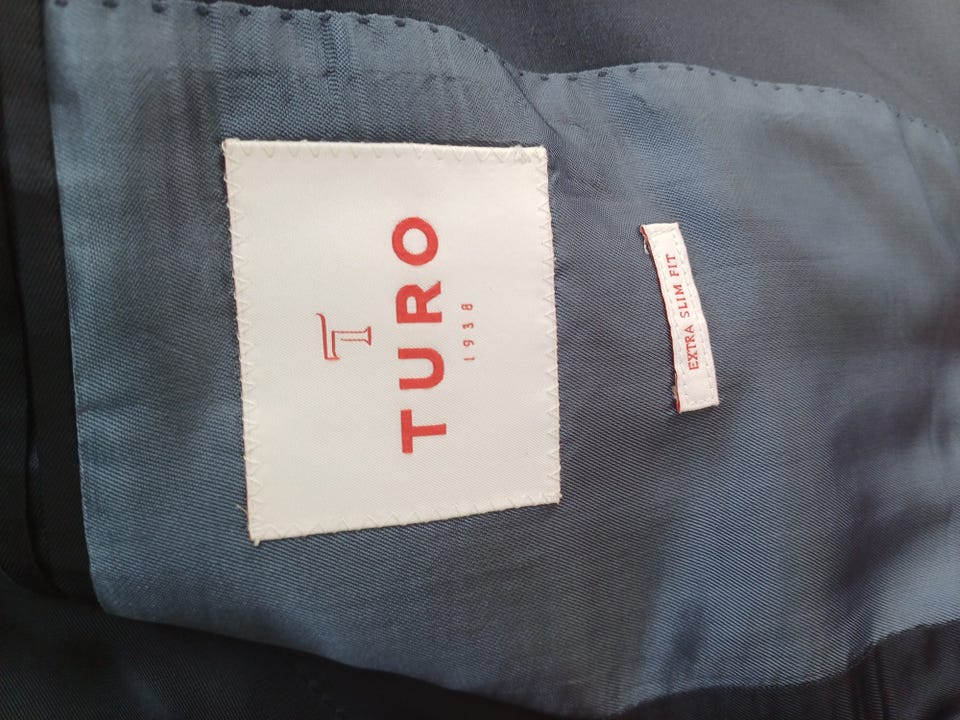 TURO
1938
EXTRA SLIM FIT